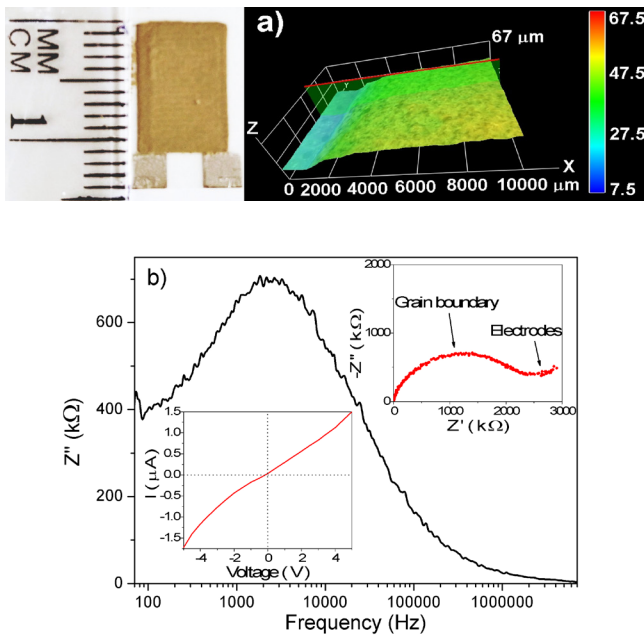 MM
CM
1
a)
67 µm
67.5
47.5
27.5
7.5
Z
Y
X
0 2000 4000 6000 8000 10000 µm
b)
Z" (kΩ)
600
400
200
0
100 1000 10000 100000 1000000
Frequency (Hz)
-Z" (kΩ)
2000
1000
0
0 1000 2000 3000
Z' (kΩ)
Grain boundary
Electrodes
I (µA)
1.5
1.0
0.5
0.0
-0.5
-1.0
-1.5
-4 -2 0 2 4
Voltage (V)